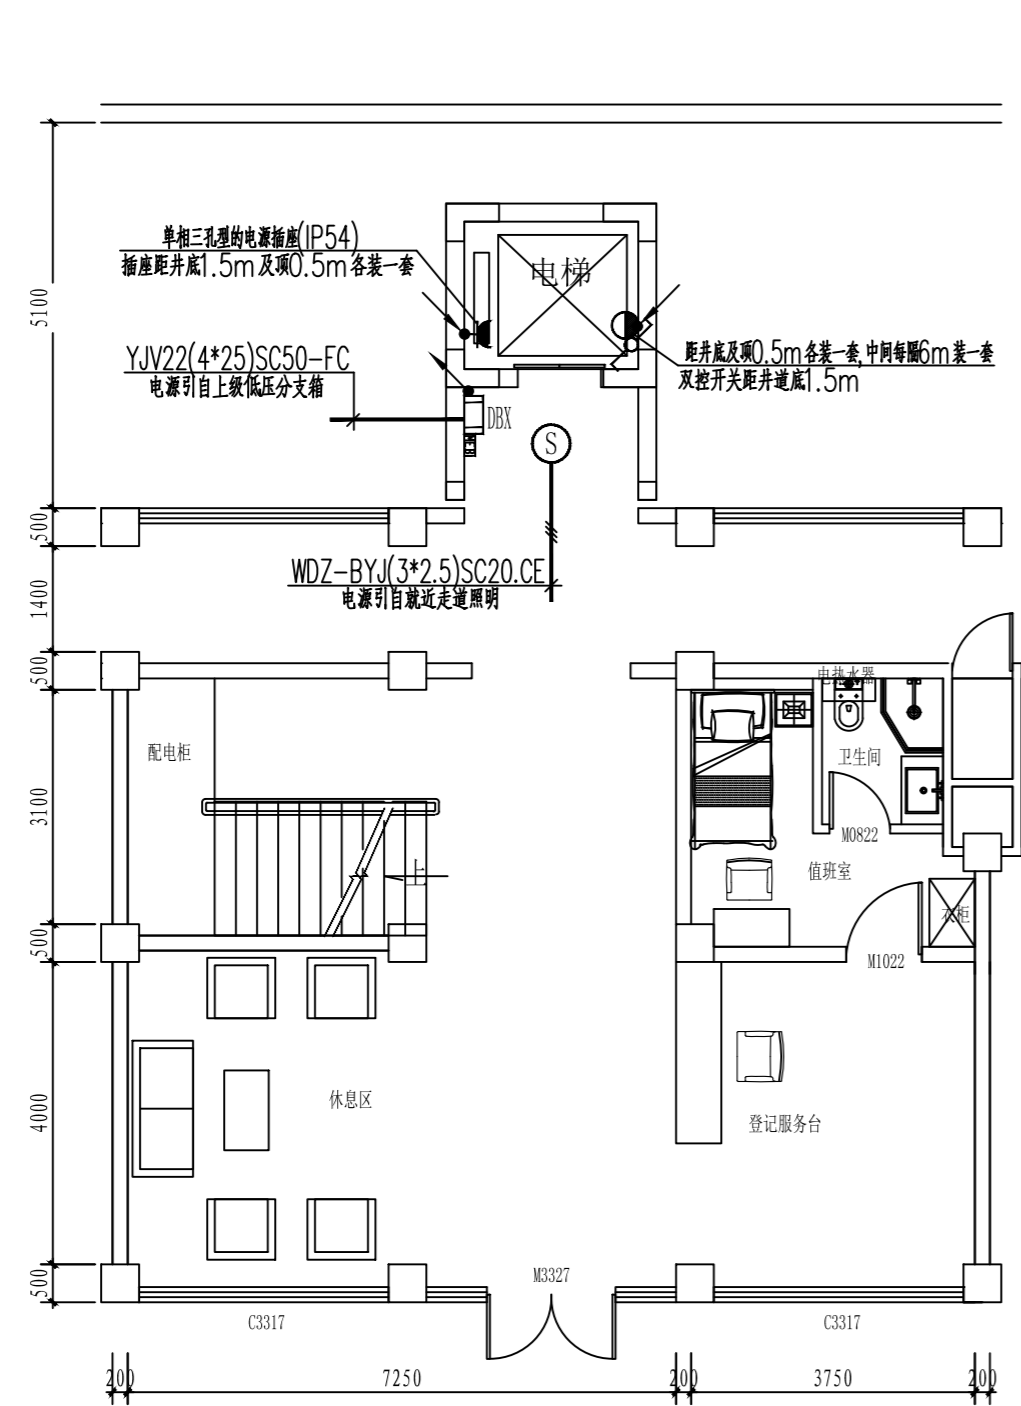 单相三孔型的电源插座(IP54)
插座距井底1.5m及顶0.5m各装一套
电梯
5100
YJV22(4*25)SC50-FC
电源引自上级低压分支箱
距井底及顶0.5m各装一套,中间每隔6m装一套
双控开关距井道底1.5m
DBX
S
500
WDZ-BYJ(3*2.5)SC20.CE
电源引自就近走道照明
1400
500
电热水器
配电柜
卫生间
3100
M0822
上
值班室
衣柜
500
M1022
休息区
4000
登记服务台
500
M3327
C3317
C3317
200
7250
200
3750
200